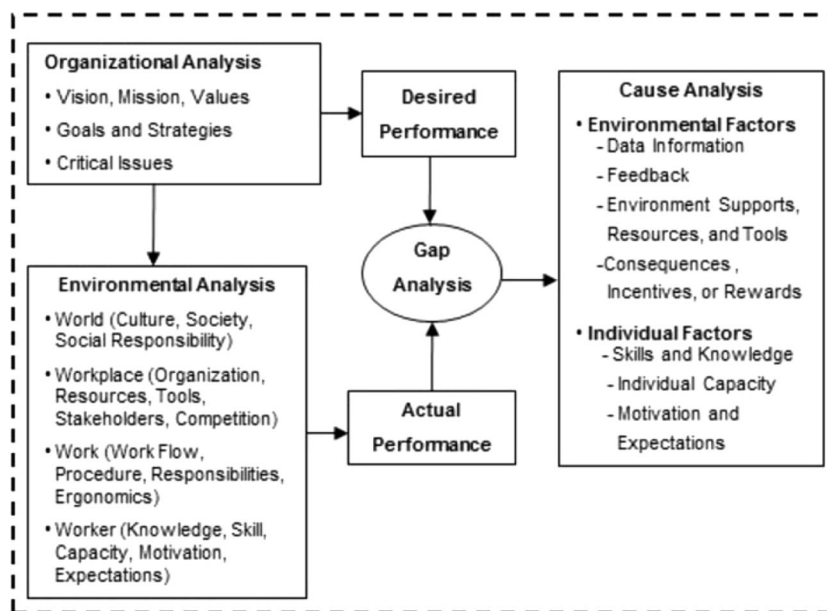 Organizational Analysis
• Vision, Mission, Values
• Goals and Strategies
• Critical Issues
Desired
Performance
Cause Analysis
• Environmental Factors
- Data Information
- Feedback
- Environment Supports,
Resources, and Tools
-Consequences ,
Incentives, or Rewards
• Individual Factors
- Skills and Knowledge
- Individual Capacity
- Motivation and
Expectations
Gap
Analysis
Environmental Analysis
• World (Culture, Society,
Social Responsibility)
• Workplace (Organization,
Resources, Tools,
Stakeholders, Competition)
• Work (Work Flow,
Procedure, Responsibilities,
Ergonomics)
• Worker (Knowledge, Skill,
Capacity, Motivation,
Expectations)
Actual
Performance